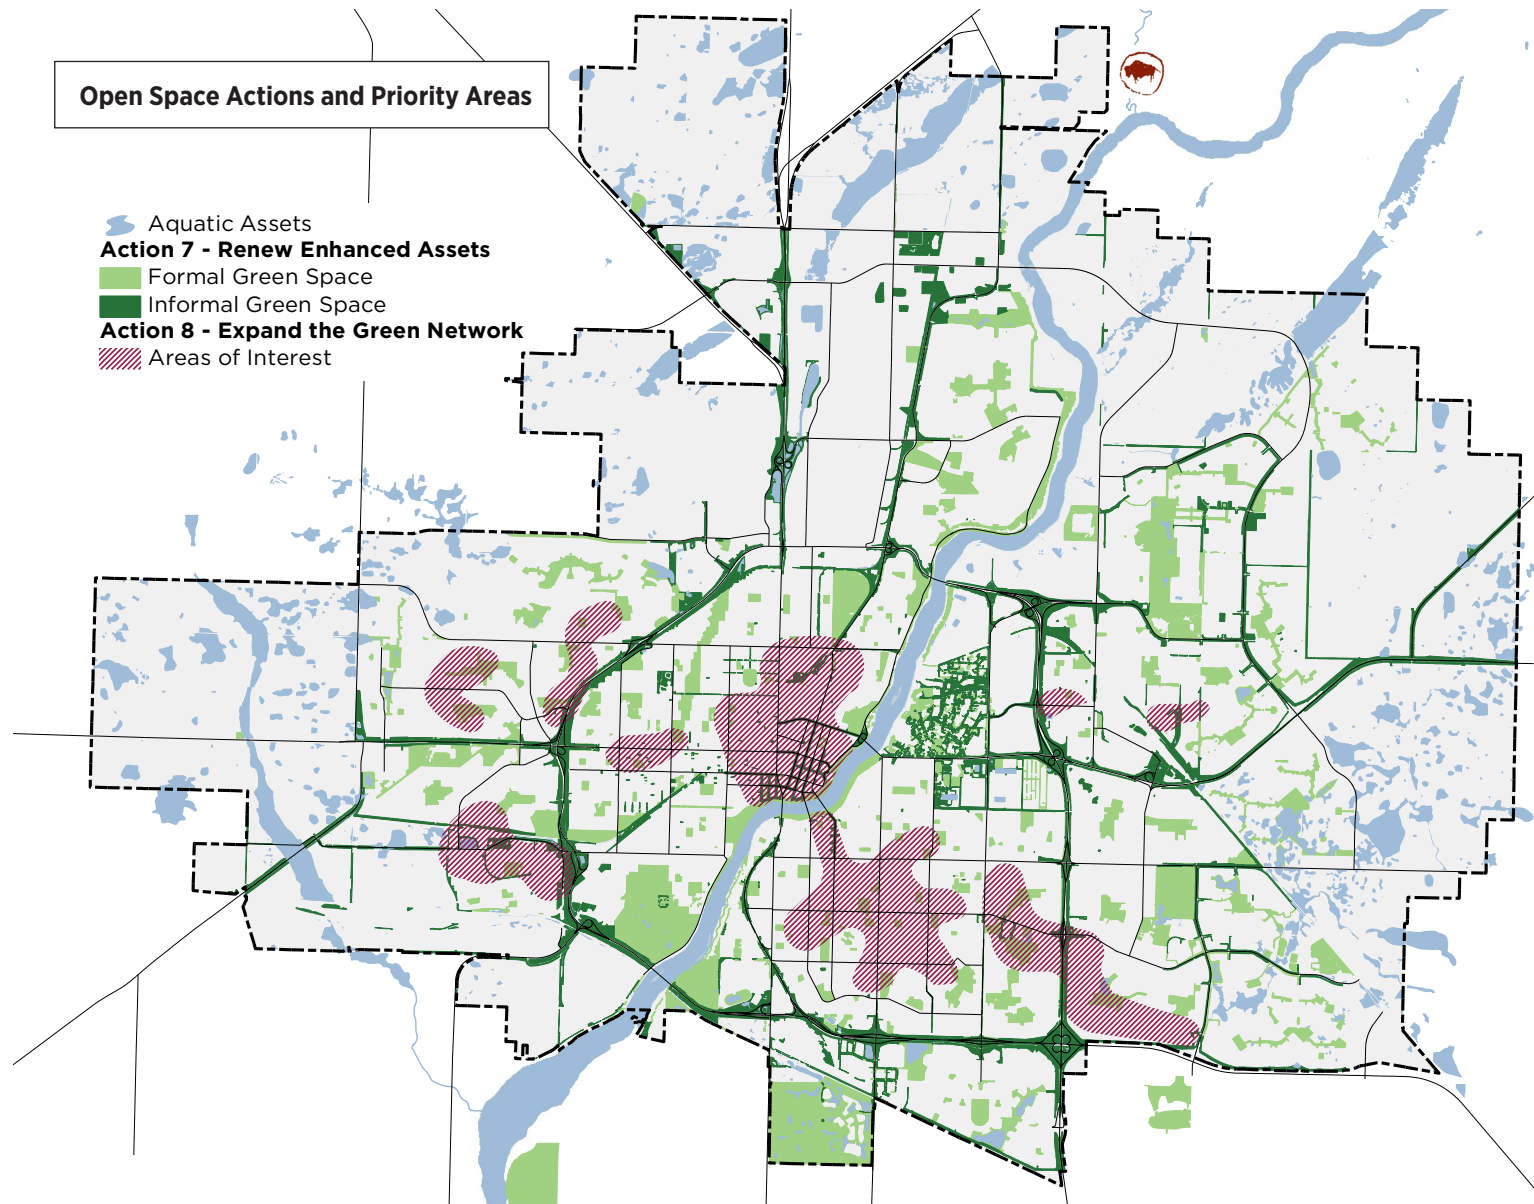 Open Space Actions and Priority Areas
Aquatic Assets
Action 7 - Renew Enhanced Assets
Formal Green Space
Informal Green Space
Action 8 - Expand the Green Network
Areas of Interest